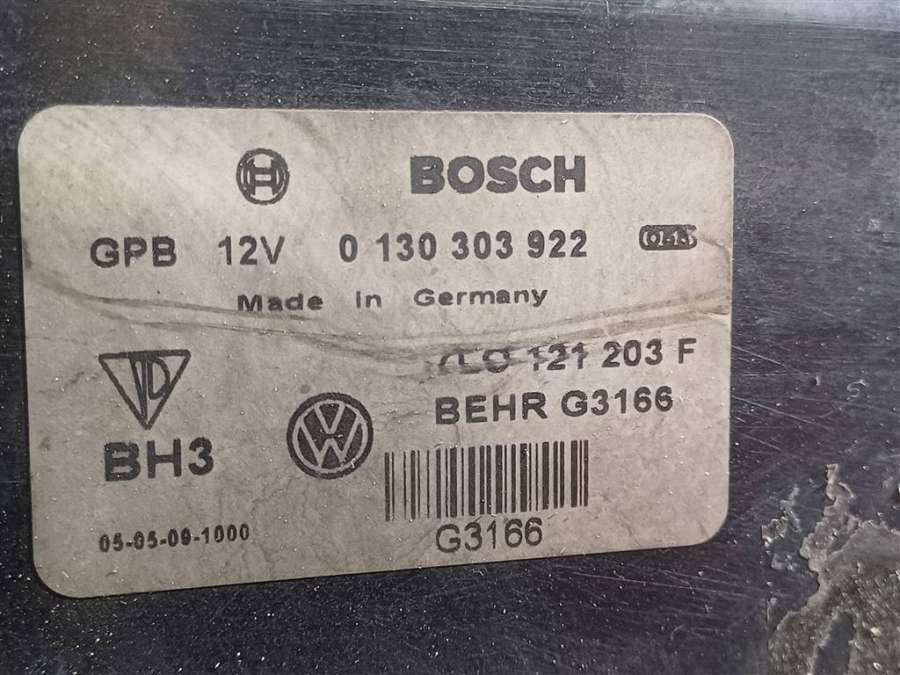 BOSCH
GPB 12V 0 130 303 922
Made in Germany
121 203 F
BEHR G3166
BH3
05-05-09-1000
G3166